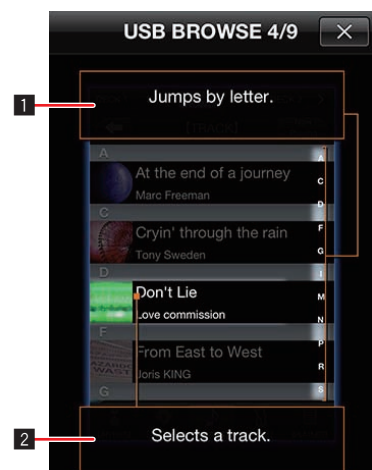 USB BROWSE 4/9
1
Jumps by letter.
[TRACK]
A
At the end of a journey
Marc Freeman
C
Cryin' through the rain
Tony Sweden
D
Don't Lie
Love commission
F
From East to West
Joris KING
G
A
C
D
F
G
I
M
N
P
R
S
2
Selects a track.